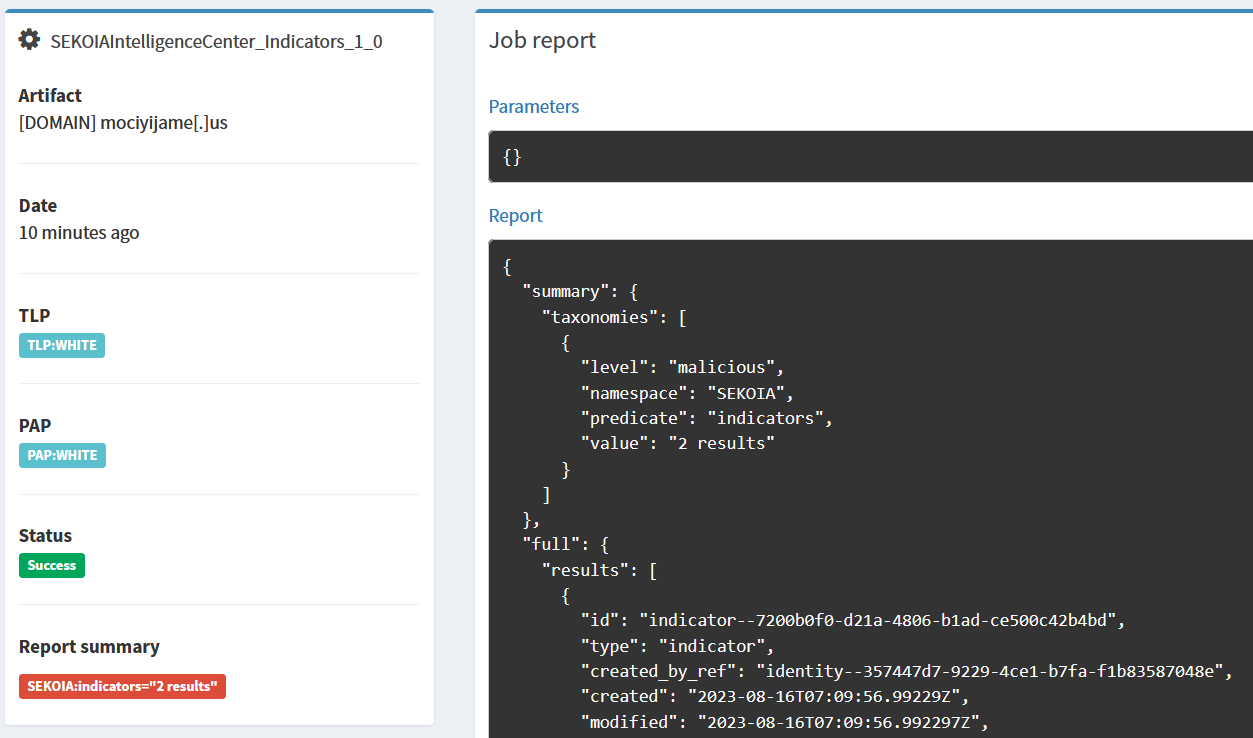 SEKOIAIntelligenceCenter_Indicators_1_0
Artifact
[DOMAIN] mociyijame[.]us
Date
10 minutes ago
TLP
TLP:WHITE
PAP
PAP:WHITE
Status
Success
Report summary
SEKOIA:indicators="2 results"
Job report
Parameters
{}
Report
{
"summary": {
"taxonomies": [
{
"level": "malicious",
"namespace": "SEKOIA",
"predicate": "indicators",
"value": "2 results"
}
]
},
"full": {
"results": [
{
"id": "indicator--7200b0f0-d21a-4806-b1ad-ce500c42b4bd",
"type": "indicator",
"created_by_ref": "identity--357447d7-9229-4ce1-b7fa-f1b83587048e",
"created": "2023-08-16T07:09:56.99229Z",
"modified": "2023-08-16T07:09:56.992297Z",